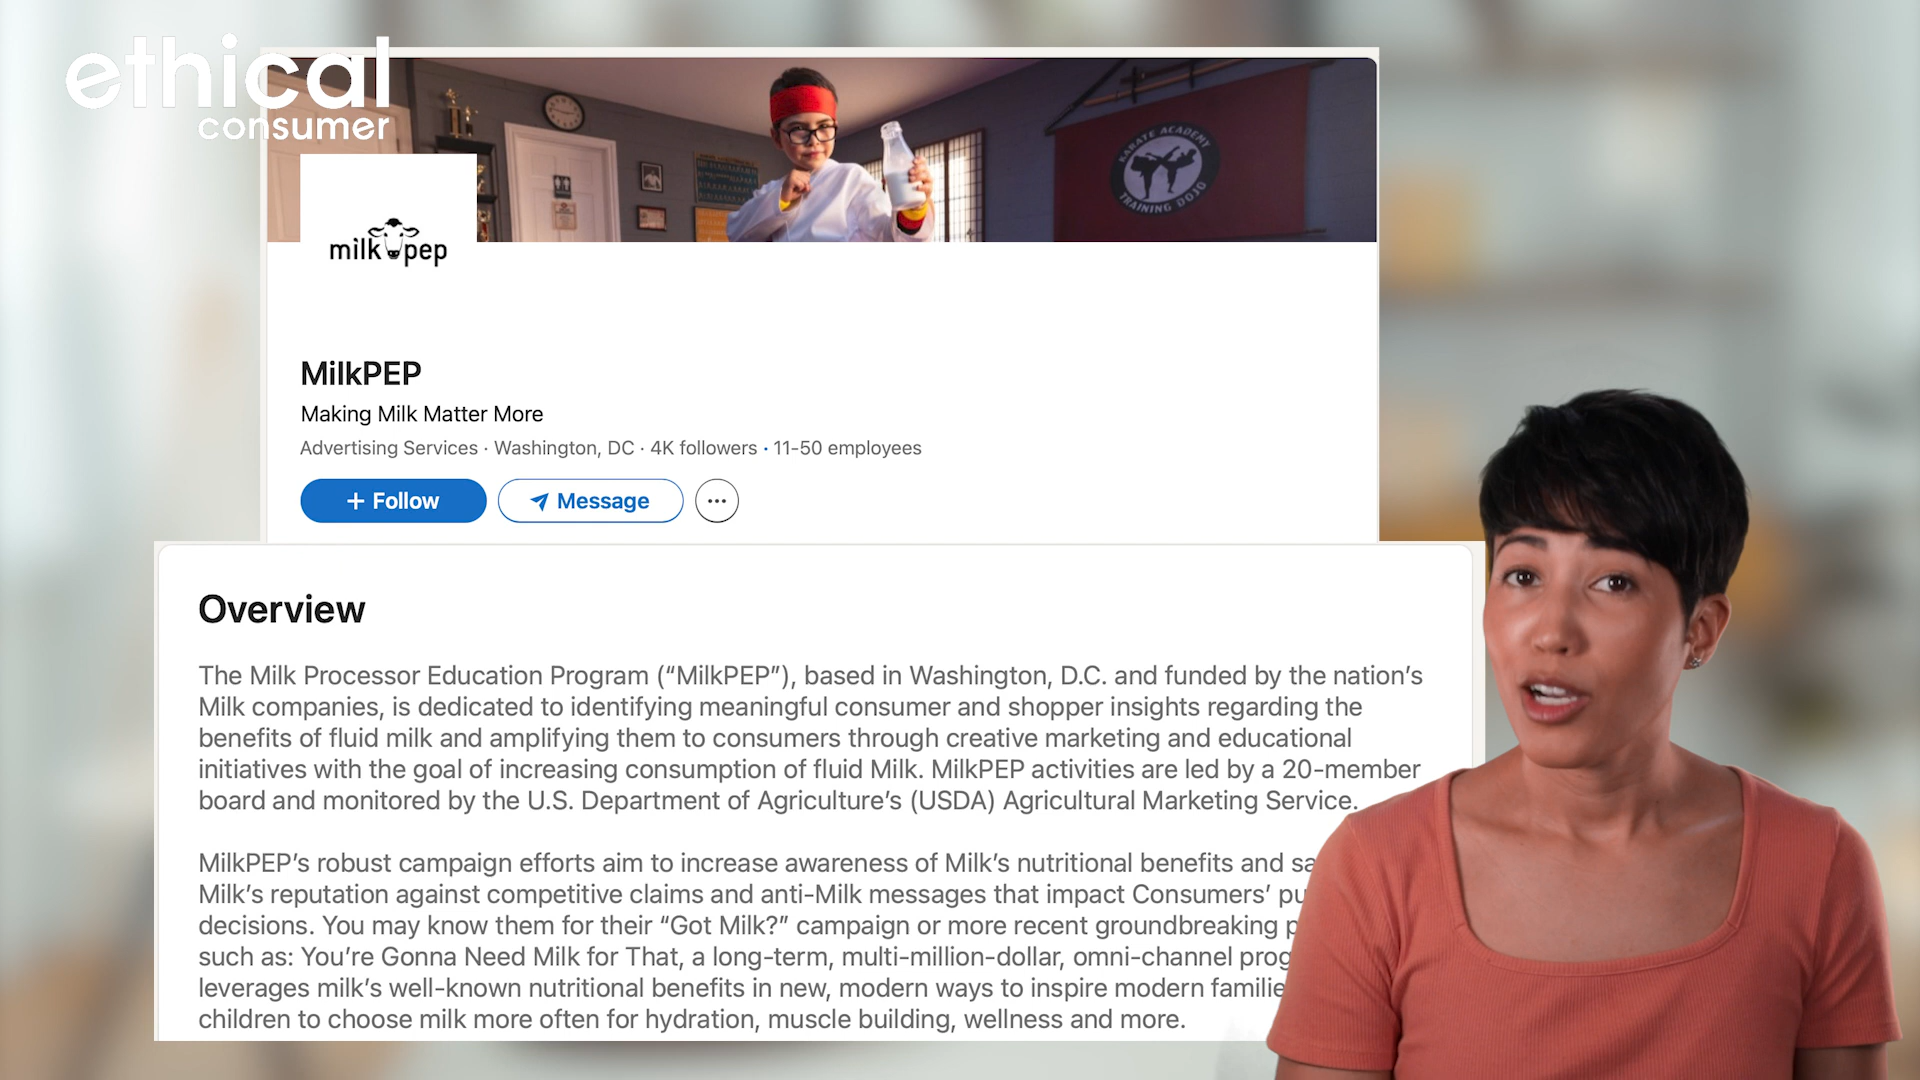 ethical
consumer
KARATE ACADEMY
TRAINING DOJO
milk pep
MilkPEP
Making Milk Matter More
Advertising Services · Washington, DC · 4K followers · 11-50 employees
+ Follow
Message
Overview
The Milk Processor Education Program (“MilkPEP”), based in Washington, D.C. and funded by the nation’s
Milk companies, is dedicated to identifying meaningful consumer and shopper insights regarding the
benefits of fluid milk and amplifying them to consumers through creative marketing and educational
initiatives with the goal of increasing consumption of fluid Milk. MilkPEP activities are led by a 20-member
board and monitored by the U.S. Department of Agriculture’s (USDA) Agricultural Marketing Service.
MilkPEP’s robust campaign efforts aim to increase awareness of Milk’s nutritional benefits and
Milk’s reputation against competitive claims and anti-Milk messages that impact Consumers’
decisions. You may know them for their “Got Milk?” campaign or more recent groundbreaking
such as: You’re Gonna Need Milk for That, a long-term, multi-million-dollar, omni-channel
leverages milk’s well-known nutritional benefits in new, modern ways to inspire modern
children to choose milk more often for hydration, muscle building, wellness and more.